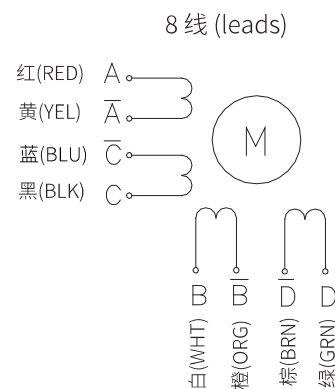 8 线 (leads)
红(RED) A
黄(YEL) A̅
蓝(BLU) C̅
黑(BLK) C
M
B B̅ D̅ D
白(WHT) 橙(ORG) 棕(BRN) 绿(GRN)